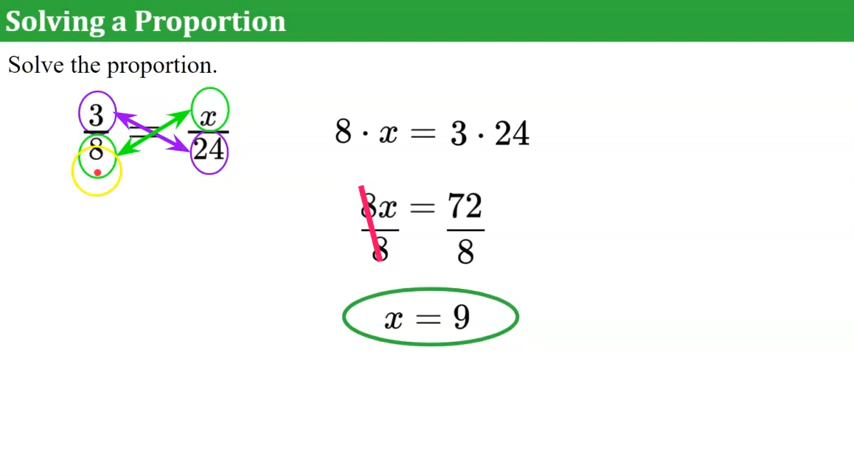 Solving a Proportion
Solve the proportion.
3/8 = x/24
8 · x = 3 · 24
8x/8 = 72/8
x = 9